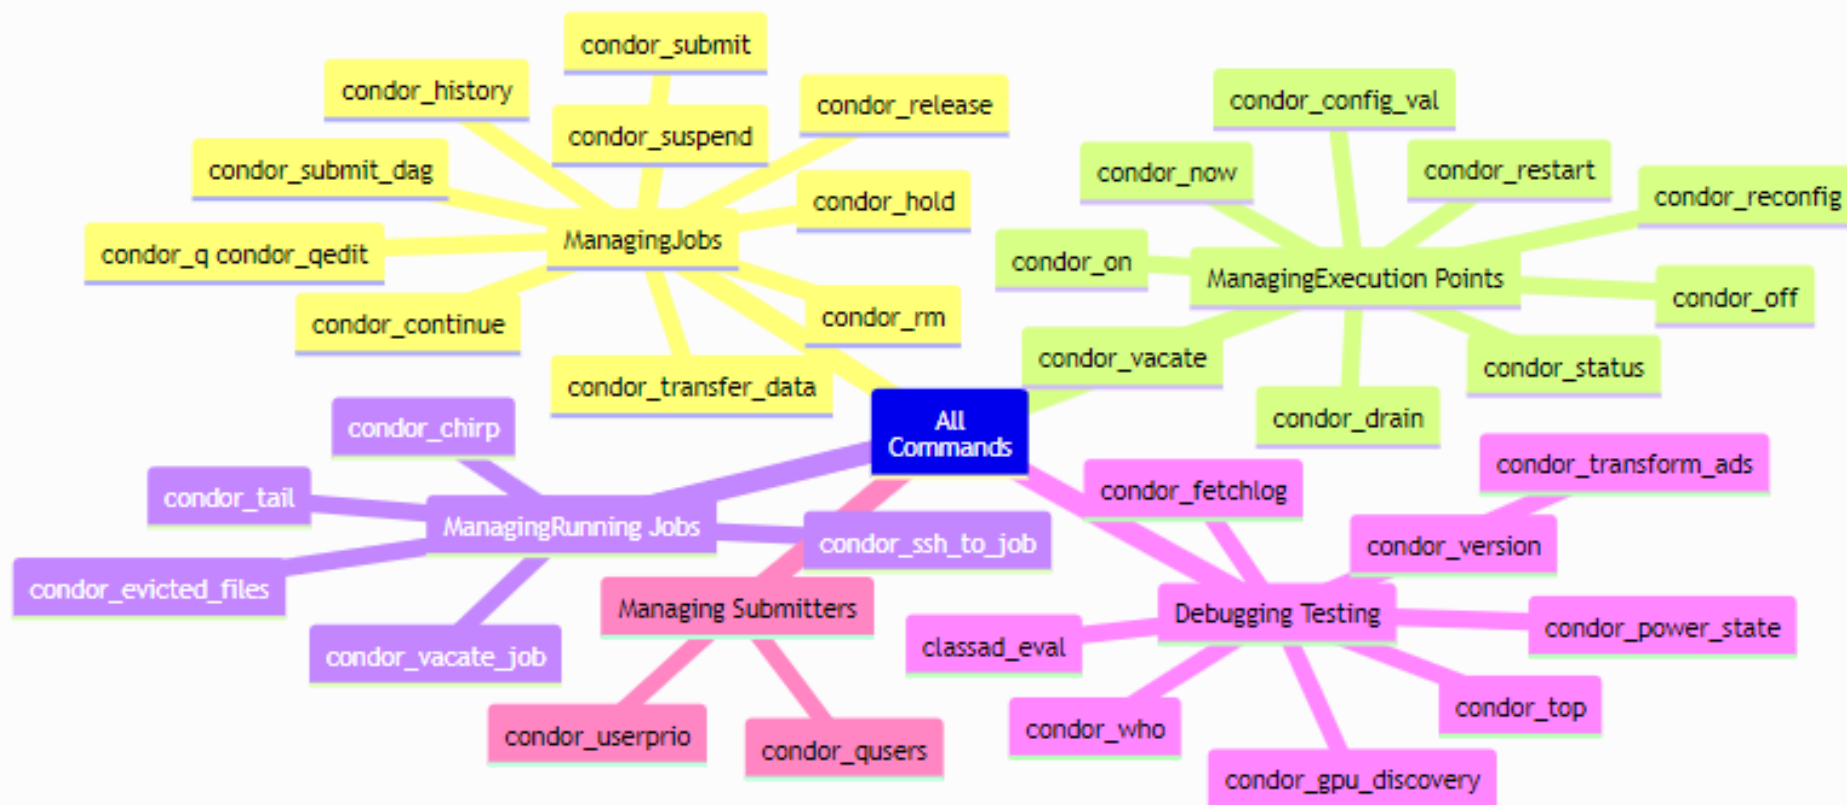 condor_submit
condor_history
condor_release
condor_suspend
condor_submit_dag
condor_hold
ManagingJobs
condor_q condor_qedit
condor_continue
condor_rm
condor_transfer_data
condor_config_val
condor_now
condor_restart
condor_reconfig
condor_on
ManagingExecution Points
condor_off
condor_vacate
condor_status
condor_drain
All
Commands
condor_chirp
condor_tail
ManagingRunning Jobs
condor_ssh_to_job
condor_evicted_files
condor_vacate_job
Managing Submitters
condor_userprio
condor_qusers
condor_fetchlog
condor_transform_ads
condor_version
Debugging Testing
condor_power_state
classad_eval
condor_who
condor_top
condor_gpu_discovery